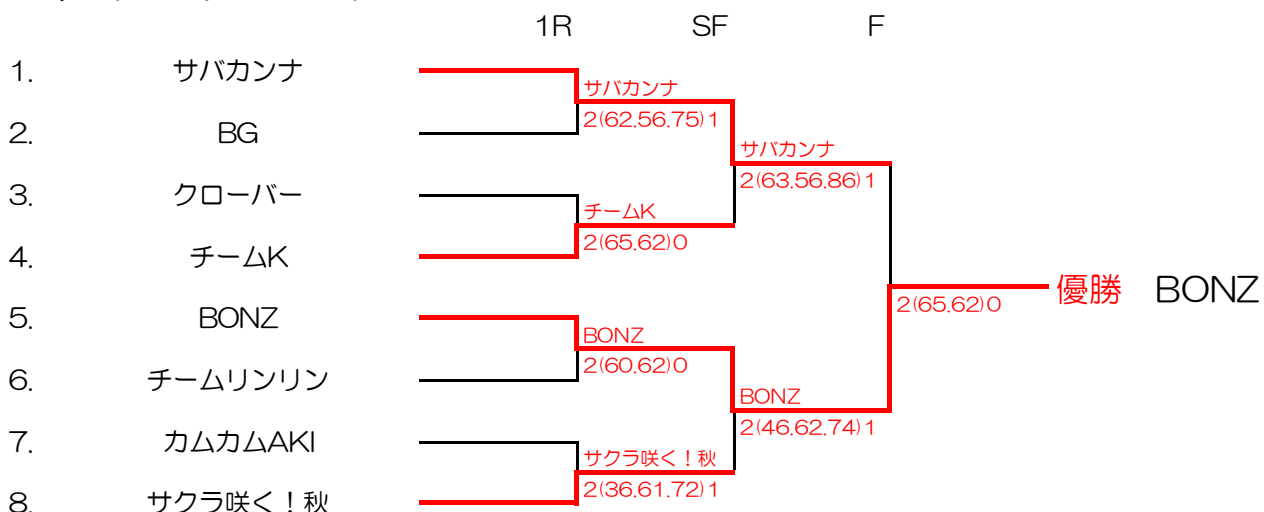 1R SF F
1. サバカンナ
サバカンナ
2(62.56.75)1
2. BG
サバカンナ
2(63.56.86)1
3. クローバー
チームK
2(65.62)0
4. チームK
優勝 BONZ
2(65.62)0
5. BONZ
BONZ
2(60.62)0
6. チームリンリン
BONZ
2(46.62.74)1
7. カムカムAKI
サクラ咲く！秋
2(36.61.72)1
8. サクラ咲く！秋